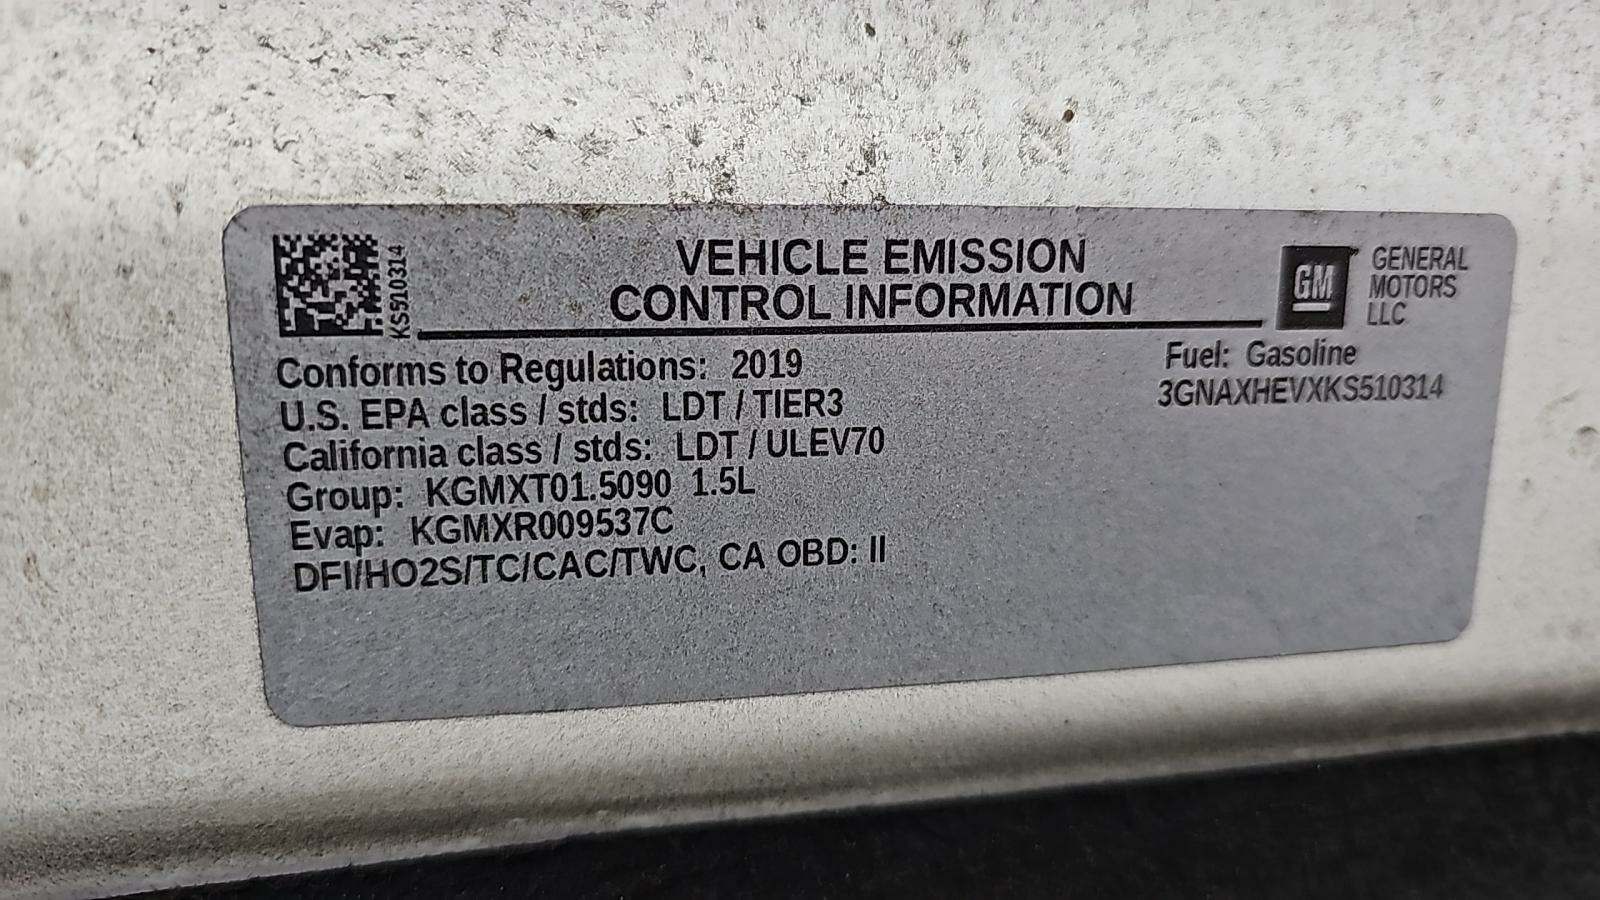 KS510314
VEHICLE EMISSION
CONTROL INFORMATION
GM
GENERAL
MOTORS
LLC
Conforms to Regulations: 2019
U.S. EPA class / stds: LDT / TIER3
California class / stds: LDT / ULEV70
Group: KGMXT01.5090 1.5L
Evap: KGMXR009537C
DFI/HO2S/TC/CAC/TWC, CA OBD: II
Fuel: Gasoline
3GNAXHEVXKS510314